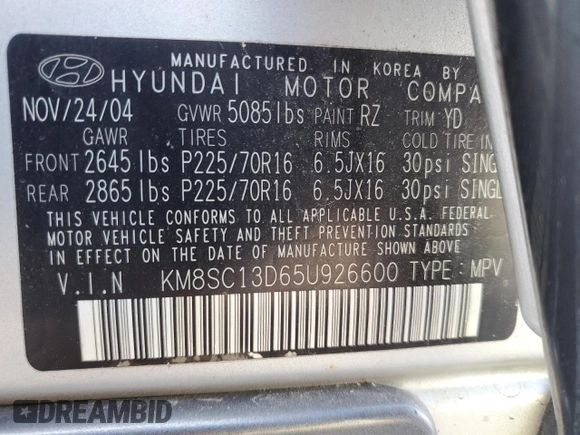 MANUFACTURED IN KOREA BY
HYUNDAI MOTOR COMPA
NOV/24/04 GVWR 5085lbs PAINT RZ TRIM YD
GAWR TIRES RIMS COLD TIRE IN
FRONT 2645lbs P225/70R16 6.5JX16 30psi SINGL
REAR 2865lbs P225/70R16 6.5JX16 30psi SINGL
THIS VEHICLE CONFORMS TO ALL APPLICABLE U.S.A. FEDERAL-
MOTOR VEHICLE SAFETY AND THEFT PREVENTION STANDARDS
IN EFFECT ON THE DATE OF MANUFACTURE SHOWN ABOVE.
V.I.N KM8SC13D65U926600 TYPE: MPV
DREAMBID